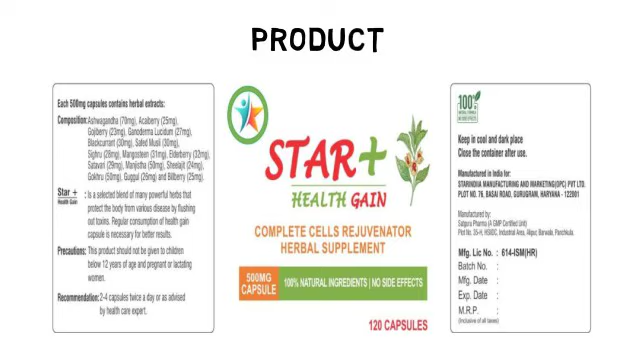 PRODUCT
Each 500mg capsules contains herbal extracts:
Composition: Ashwagandha (70mg), Acaberry (25mg),
Gojiberry (23mg), Ganoderma Lucidum (27mg),
Blackcurrant (30mg), Safed Musli (30mg),
Sighru (28mg), Mangosteen (31mg), Elderberry (32mg),
Satavari (29mg), Manjistha (50mg), Sheelajit (24mg),
Gokhru (50mg), Guggul (26mg) and Bilberry (25mg).
Star +
Health Gain
: is a selected blend of many powerful herbs that
protect the body from various disease by flushing
out toxins. Regular consumption of health gain
capsule is necessary for better results.
Precautions: This product should not be given to children
below 12 years of age and pregnant or lactating
women.
Recommendation: 2-4 capsules twice a day or as advised
by health care expert.
STAR+
HEALTH GAIN
COMPLETE CELLS REJUVENATOR
HERBAL SUPPLEMENT
500MG
CAPSULE
100% NATURAL INGREDIENTS | NO SIDE EFFECTS
120 CAPSULES
100%
Keep in cool and dark place
Close the container after use.
Manufactured in India for:
STARINDIA MANUFACTURING AND MARKETING(OPC) PVT LTD.
PLOT NO. 76, BASAI ROAD, GURUGRAM, HARYANA - 122001
Manufactured by:
Satpura Pharma (A GMP Certified Unit)
Plot No. 35-H, HSIIDC, Industrial Area, Alipur, Barwala, Panchkula.
Mfg. Lic No. : 614-ISM(HR)
Batch No. :
Mfg. Date :
Exp. Date :
M.R.P. :
(Inclusive of all taxes)